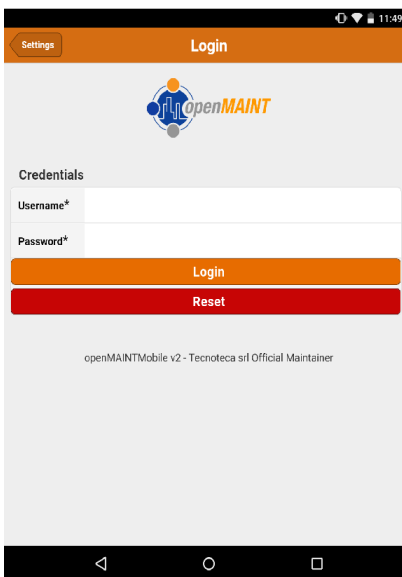 11:49
Settings
Login
openMAINT
Credentials
Username*
Password*
Login
Reset
openMAINTMobile v2 - Tecnoteca srl Official Maintainer